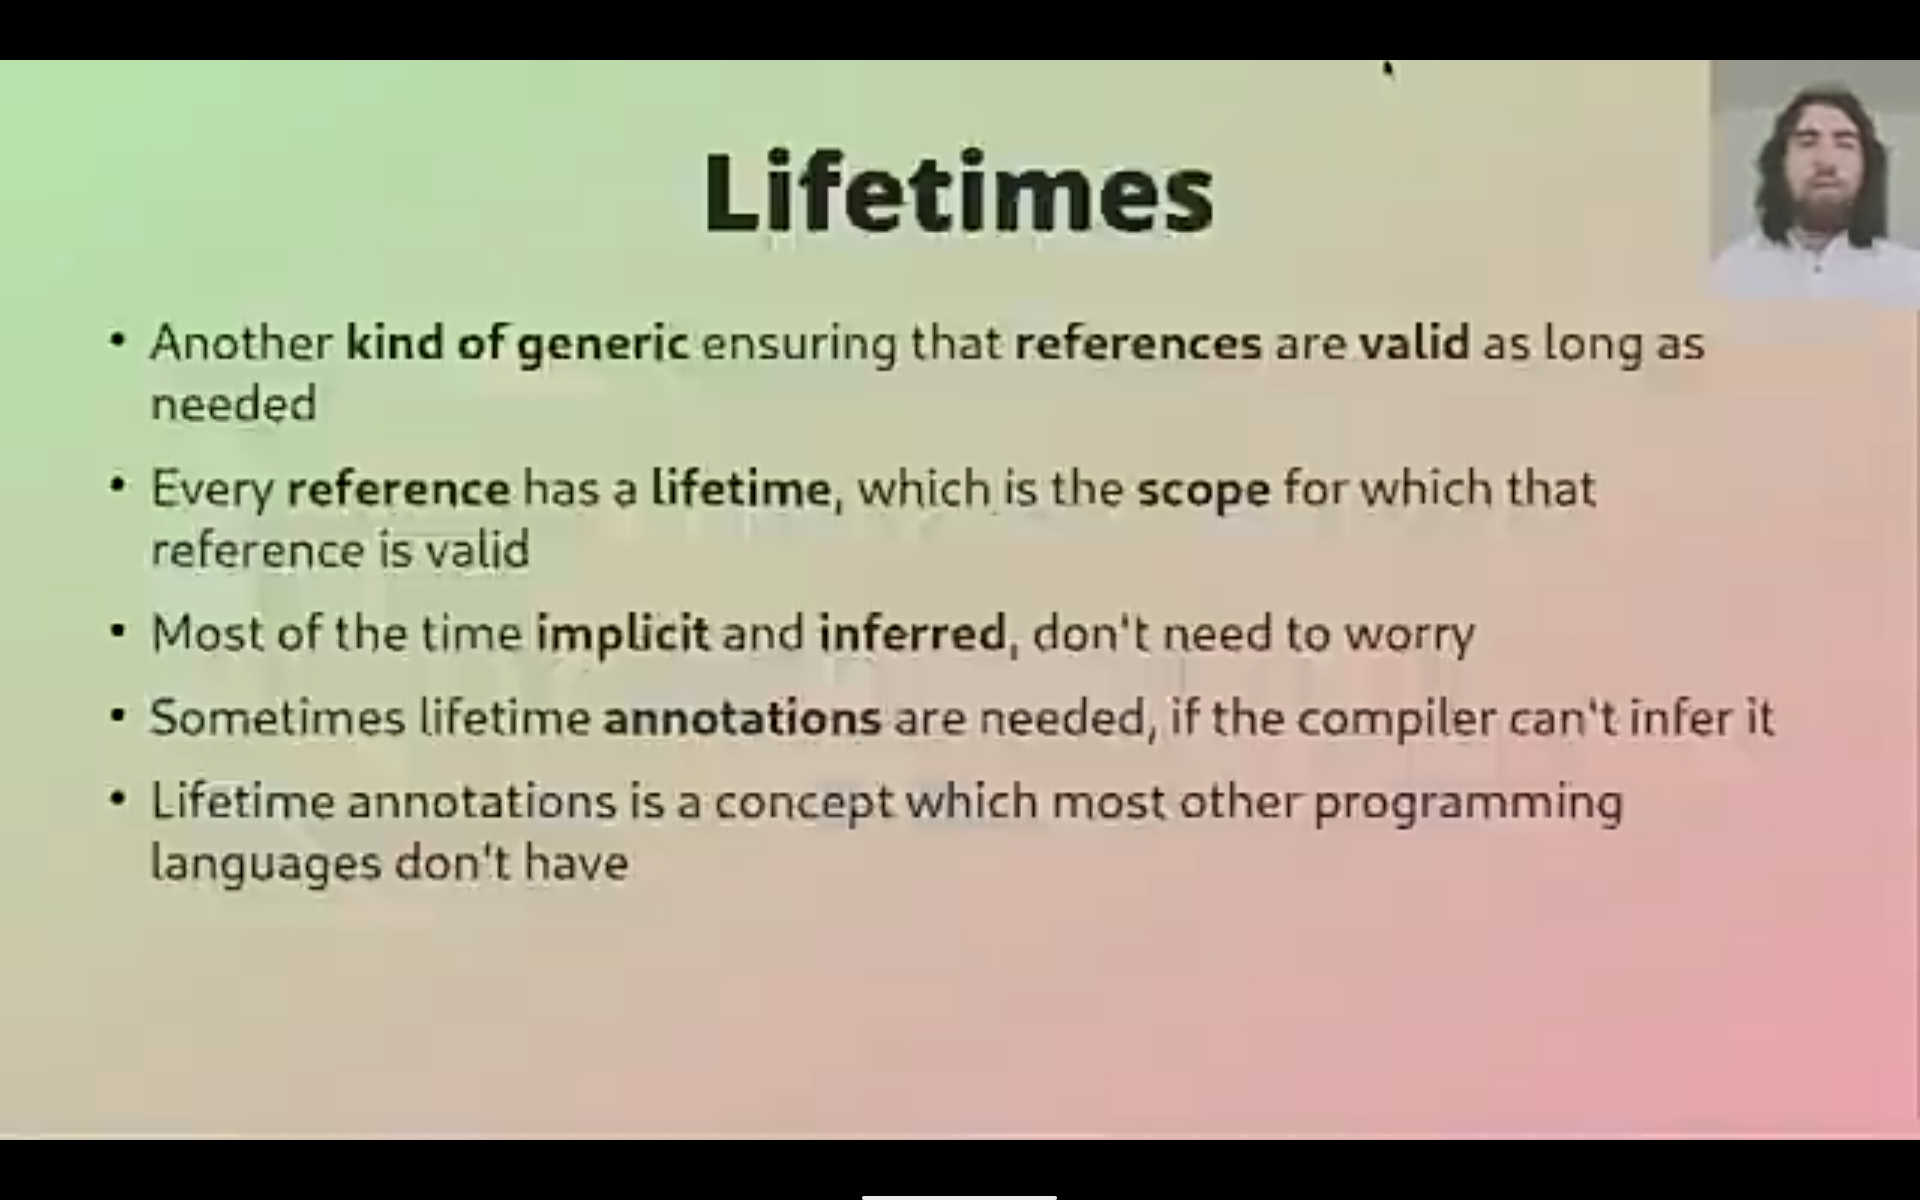 Lifetimes
• Another kind of generic ensuring that references are valid as long as
needed
• Every reference has a lifetime, which is the scope for which that
reference is valid
• Most of the time implicit and inferred, don't need to worry
• Sometimes lifetime annotations are needed, if the compiler can't infer it
• Lifetime annotations is a concept which most other programming
languages don't have